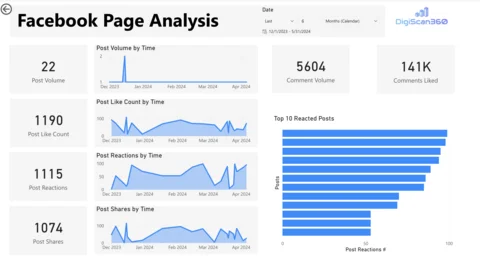 Facebook Page Analysis
Date
Last
6
Months (Calendar)
12/1/2023 - 5/31/2024
DigiScan360
22
Post Volume
Post Volume by Time
2
1
Dec 2023 Jan 2024 Feb 2024 Mar 2024 Apr 2024
5604
Comment Volume
141K
Comments Liked
1190
Post Like Count
Post Like Count by Time
100
0
Dec 2023 Jan 2024 Feb 2024 Mar 2024 Apr 2024
1115
Post Reactions
Post Reactions by Time
100
50
0
Dec 2023 Jan 2024 Feb 2024 Mar 2024 Apr 2024
1074
Post Shares
Post Shares by Time
100
0
Dec 2023 Jan 2024 Feb 2024 Mar 2024 Apr 2024
Top 10 Reacted Posts
Posts
0 50 100
Post Reactions #